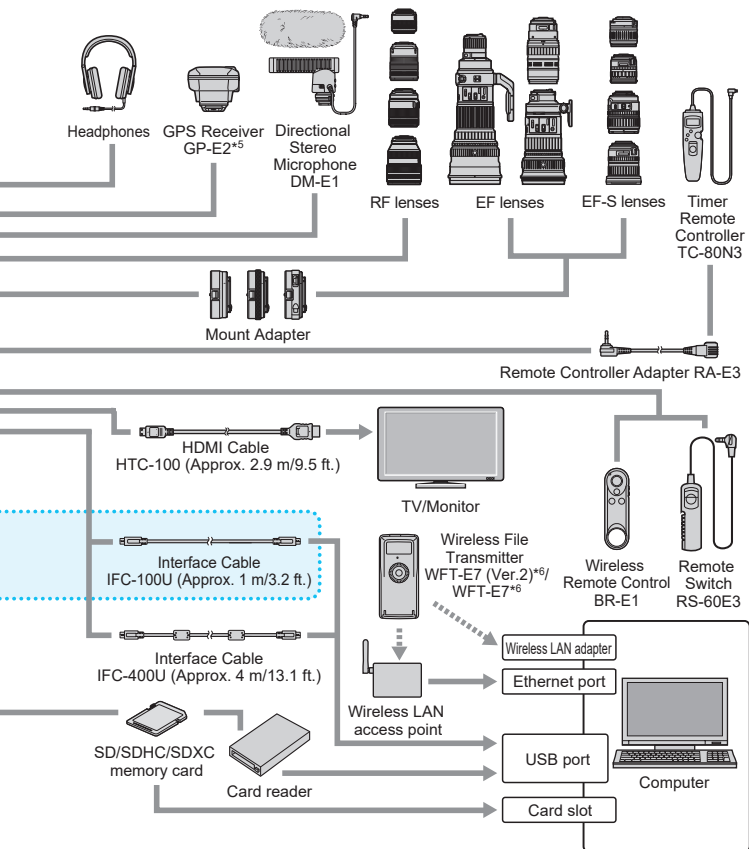 Headphones
GPS Receiver
GP-E2*5
Directional
Stereo
Microphone
DM-E1
RF lenses
EF lenses
EF-S lenses
Timer
Remote
Controller
TC-80N3
Mount Adapter
Remote Controller Adapter RA-E3
HDMI Cable
HTC-100 (Approx. 2.9 m/9.5 ft.)
TV/Monitor
Interface Cable
IFC-100U (Approx. 1 m/3.2 ft.)
Wireless File
Transmitter
WFT-E7 (Ver.2)*6/
WFT-E7*6
Wireless
Remote Control
BR-E1
Remote
Switch
RS-60E3
Interface Cable
IFC-400U (Approx. 4 m/13.1 ft.)
Wireless LAN adapter
Ethernet port
Wireless LAN
access point
SD/SDHC/SDXC
memory card
Card reader
USB port
Computer
Card slot